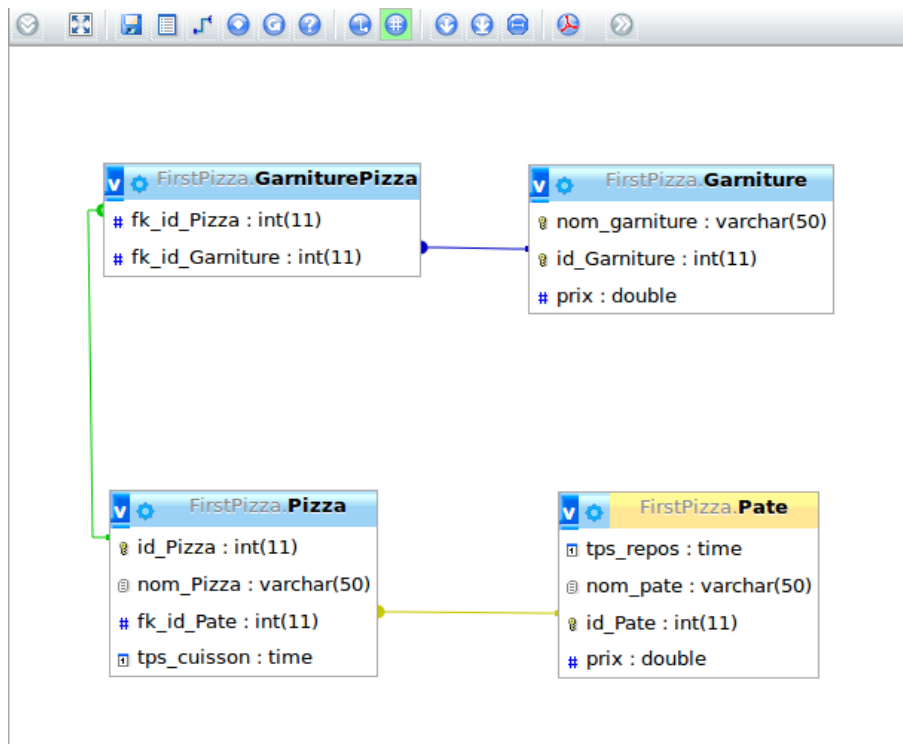 FirstPizza.GarniturePizza
fk_id_Pizza : int(11)
fk_id_Garniture : int(11)
FirstPizza.Garniture
nom_garniture : varchar(50)
id_Garniture : int(11)
prix : double
FirstPizza.Pizza
id_Pizza : int(11)
nom_Pizza : varchar(50)
fk_id_Pate : int(11)
tps_cuisson : time
FirstPizza.Pate
tps_repos : time
nom_pate : varchar(50)
id_Pate : int(11)
prix : double